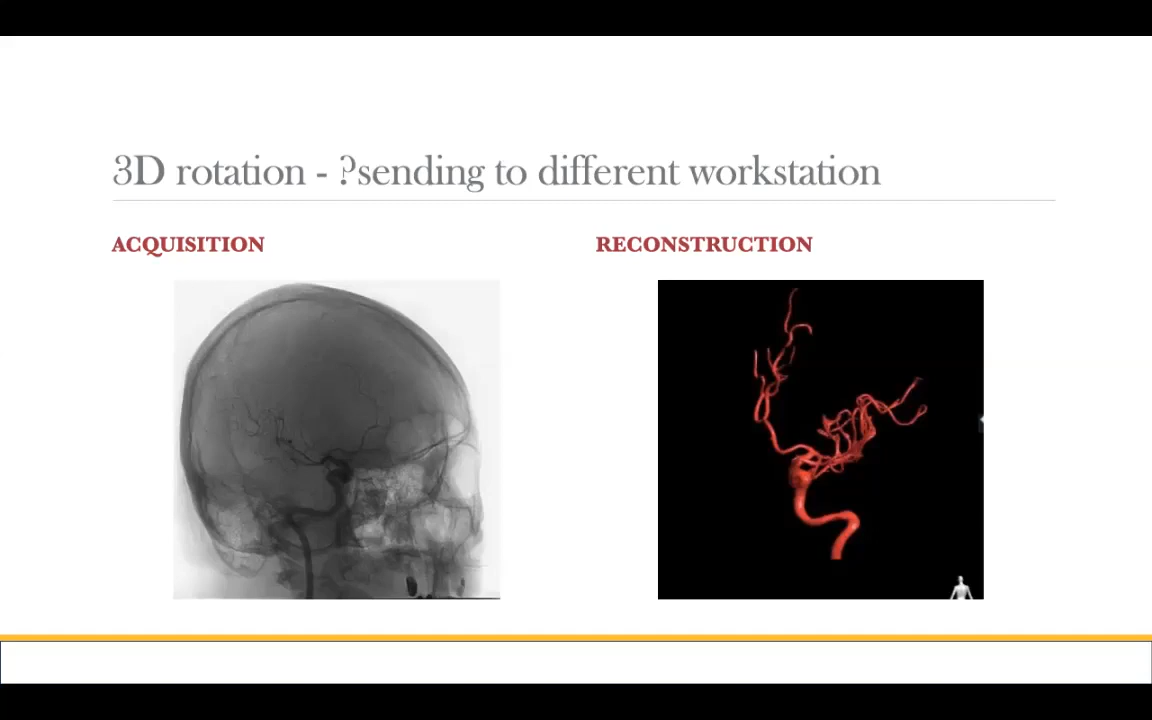 3D rotation - ?sending to different workstation
ACQUISITION
RECONSTRUCTION